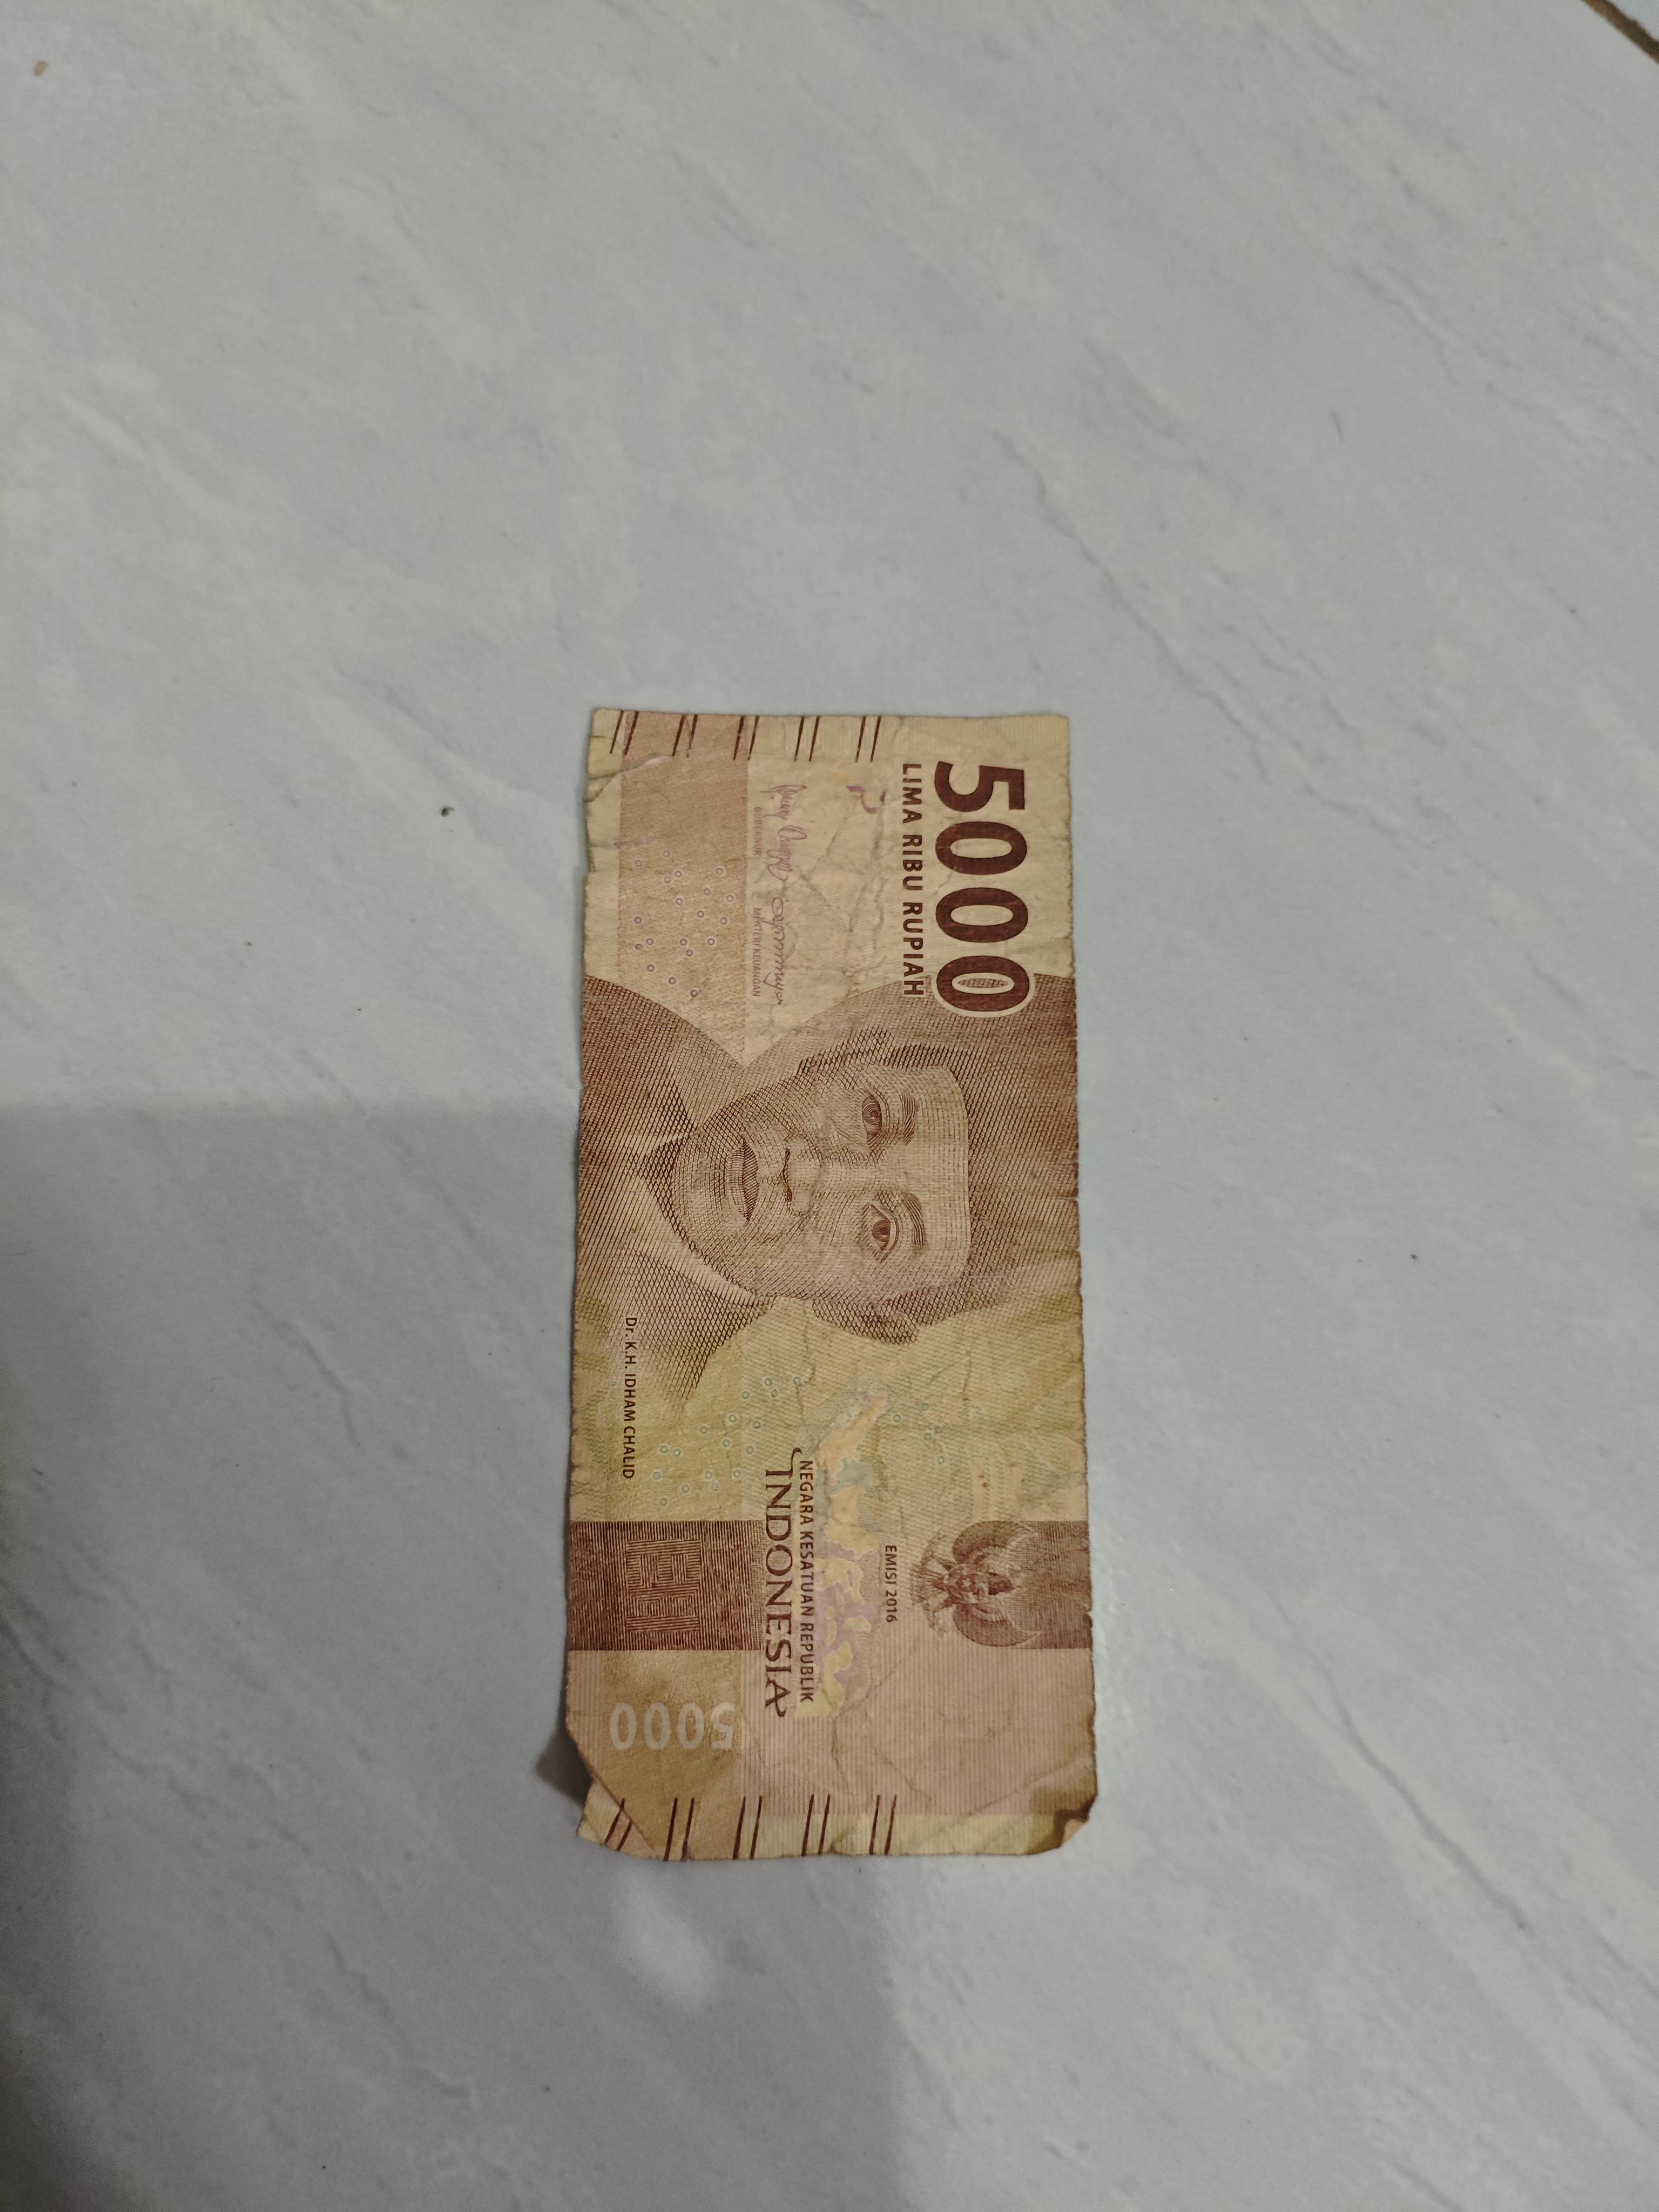 5000
LIMA RIBU RUPIAH
GUBERNUR
MENTERI KEUANGAN
Dr. K.H. IDHAM CHALID
EMISI 2016
NEGARA KESATUAN REPUBLIK
INDONESIA
5000